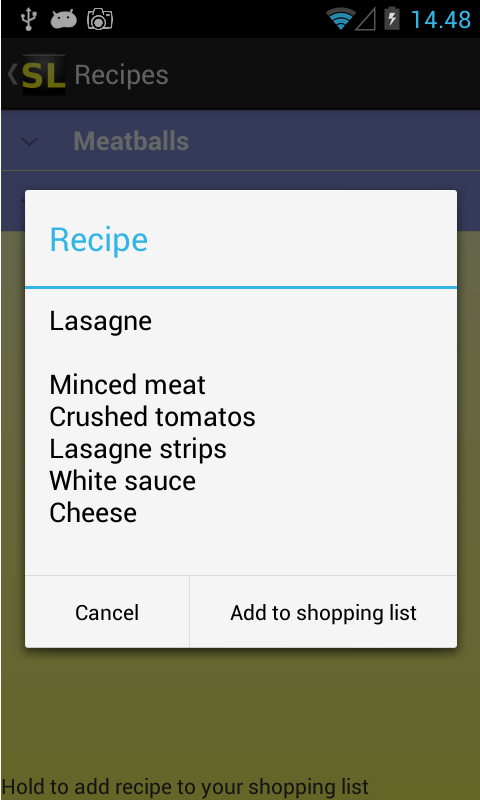 14.48
SL Recipes
Meatballs
Recipe
Lasagne
Minced meat
Crushed tomatos
Lasagne strips
White sauce
Cheese
Cancel Add to shopping list
Hold to add recipe to your shopping list